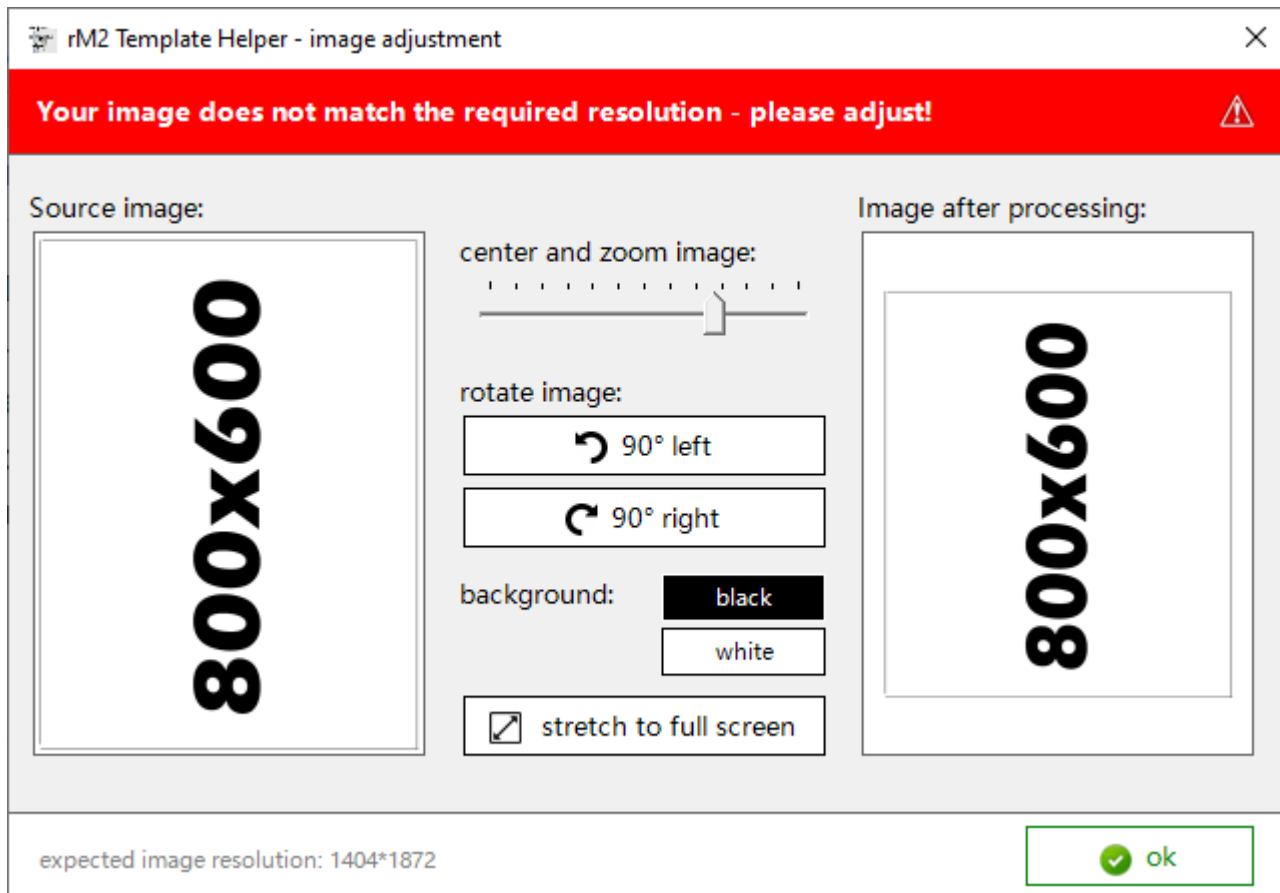 rM2 Template Helper - image adjustment
Your image does not match the required resolution - please adjust!
Source image:
800x600
center and zoom image:
rotate image:
90° left
90° right
background:
black
white
stretch to full screen
Image after processing:
800x600
expected image resolution: 1404*1872
ok